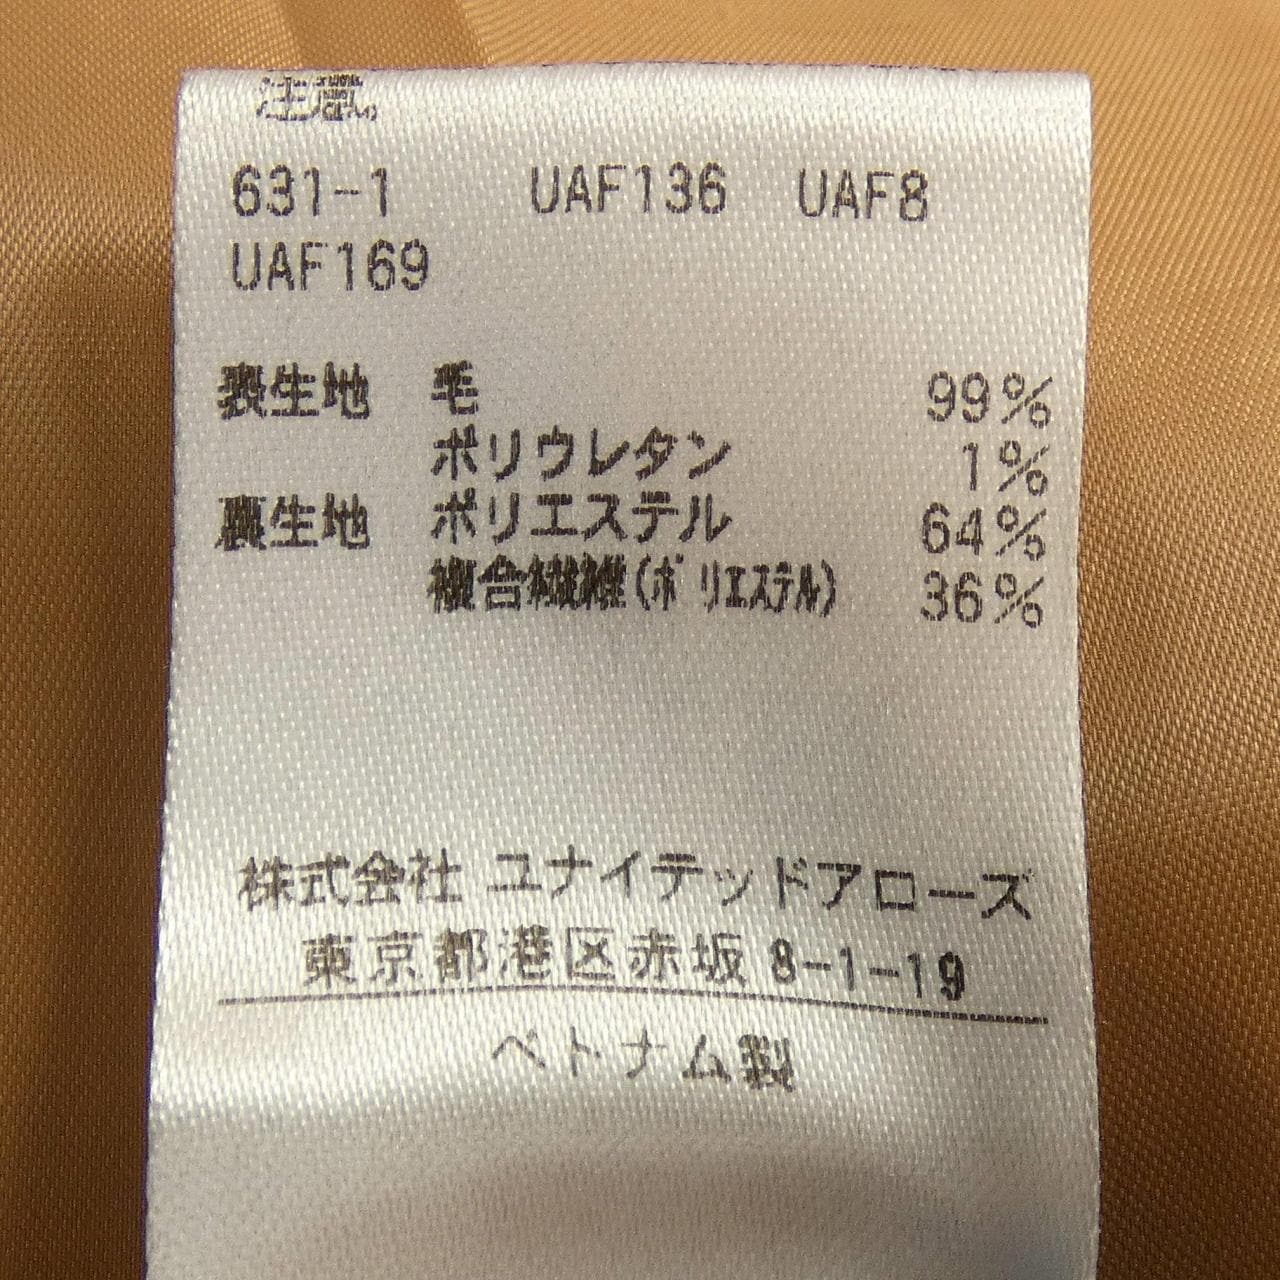 注意。
631-1 UAF136 UAF8
UAF169
表生地 毛 99%
ポリウレタン 1%
裏生地 ポリエステル 64%
複合繊維(ポリエステル) 36%
株式会社 ユナイテッドアローズ
東京都港区赤坂 8-1-19
ベトナム製